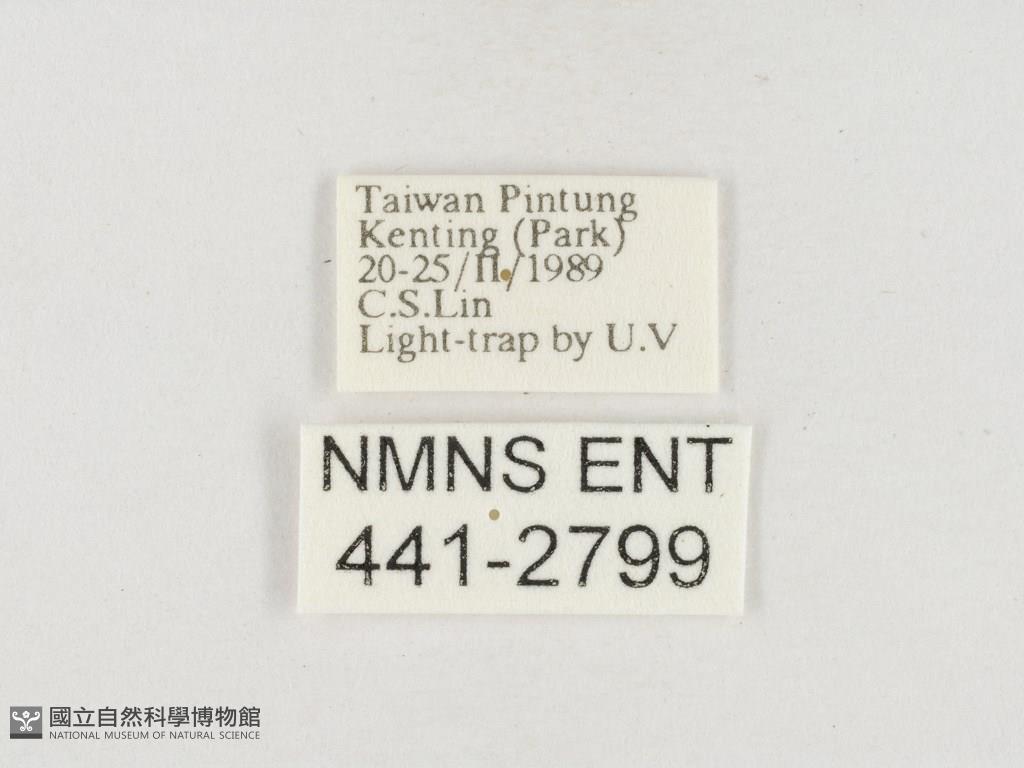 Taiwan Pintung
Kenting (Park)
20-25/II/1989
C.S.Lin
Light-trap by U.V
NMNS ENT
441-2799
國立自然科學博物館
NATIONAL MUSEUM OF NATURAL SCIENCE